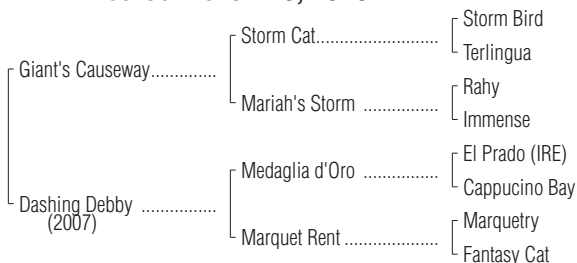 Storm Bird
Storm Cat..............................
Terlingua
Giant's Causeway................
Rahy
Mariah's Storm ..................
Immense
El Prado (IRE)
Medaglia d'Oro ..................
Cappucino Bay
Dashing Debby ..................
(2007)
Marquetry
Marquet Rent .......................
Fantasy Cat